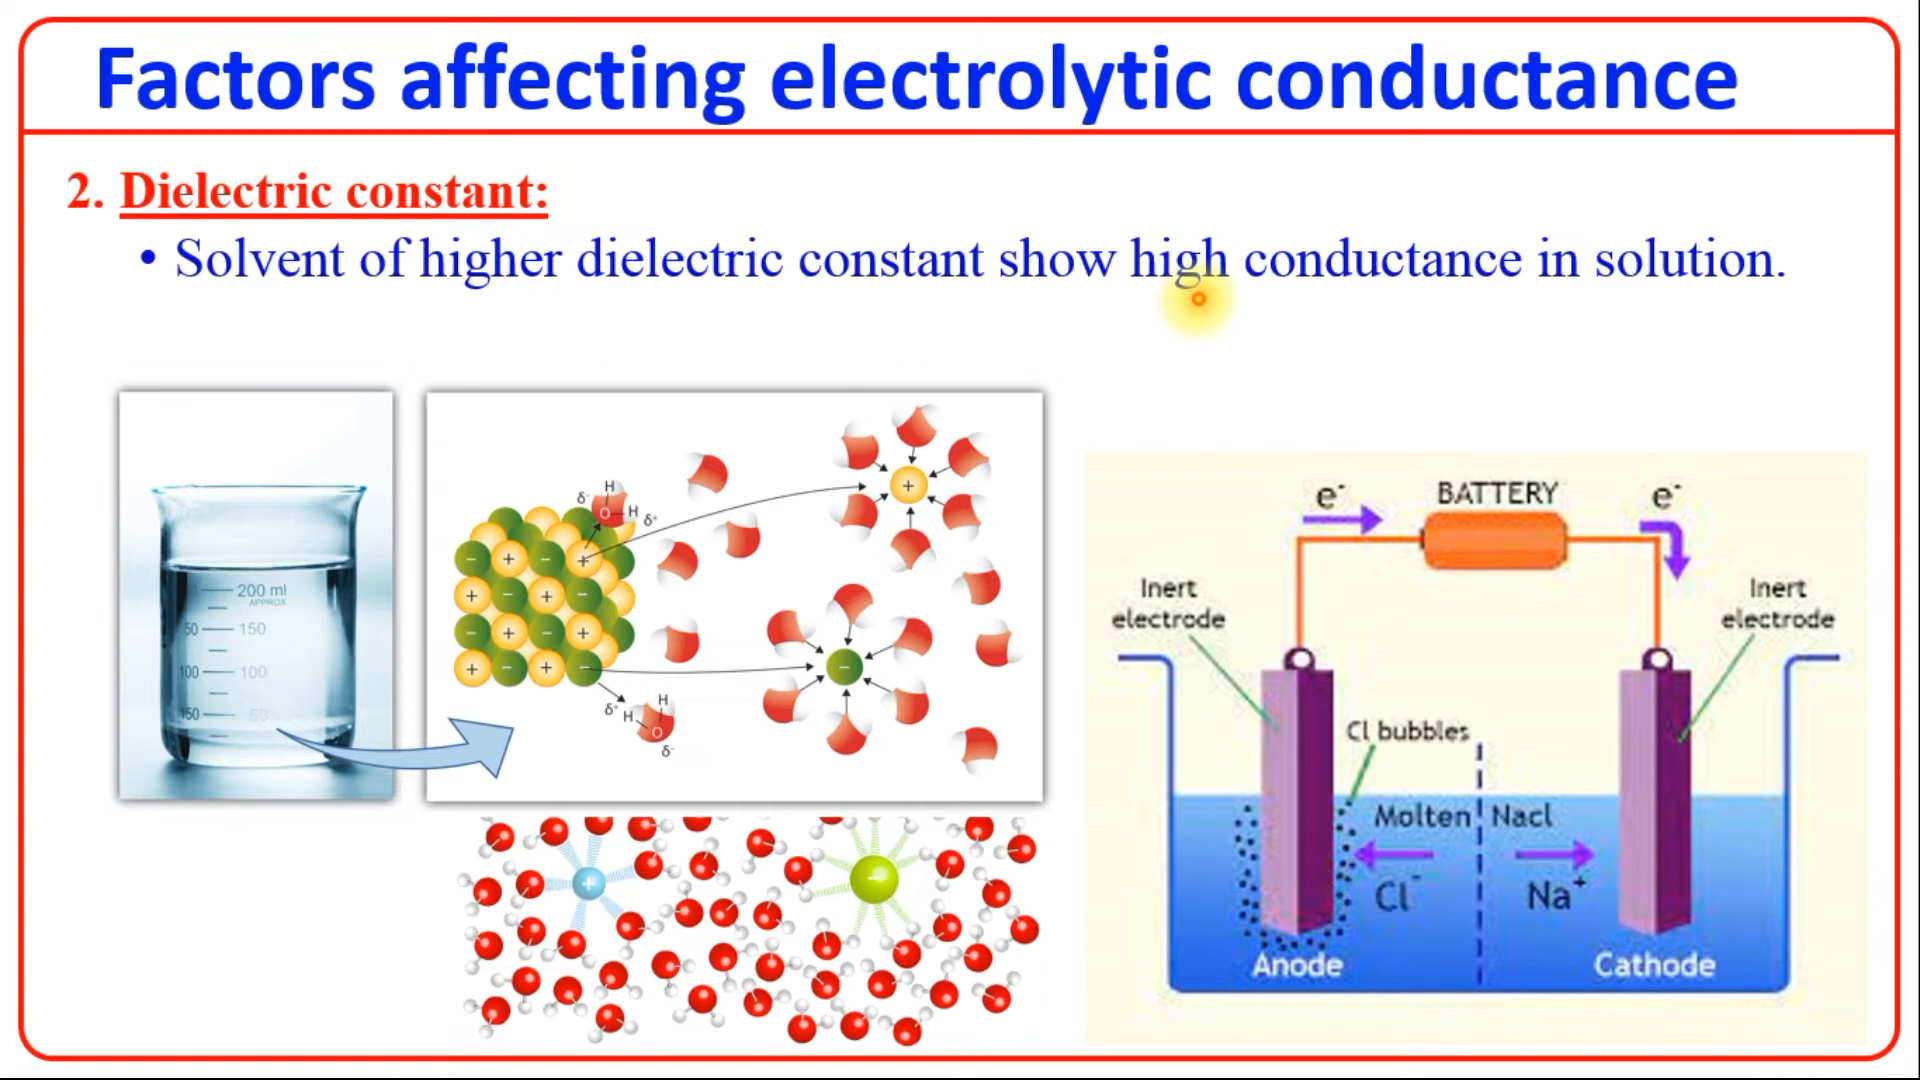 Factors affecting electrolytic conductance
2. Dielectric constant:
• Solvent of higher dielectric constant show high conductance in solution.
200 ml
APPROX
50 150
100 100
150 50
H
δ-
O H δ+
+
- + - +
+ - + -
- + - +
+ - + -
-
δ+ H H
O
δ-
+
-
e-
BATTERY
e-
Inert
electrode
Inert
electrode
Cl bubbles
Molten Nacl
Cl-
Na+
Anode
Cathode